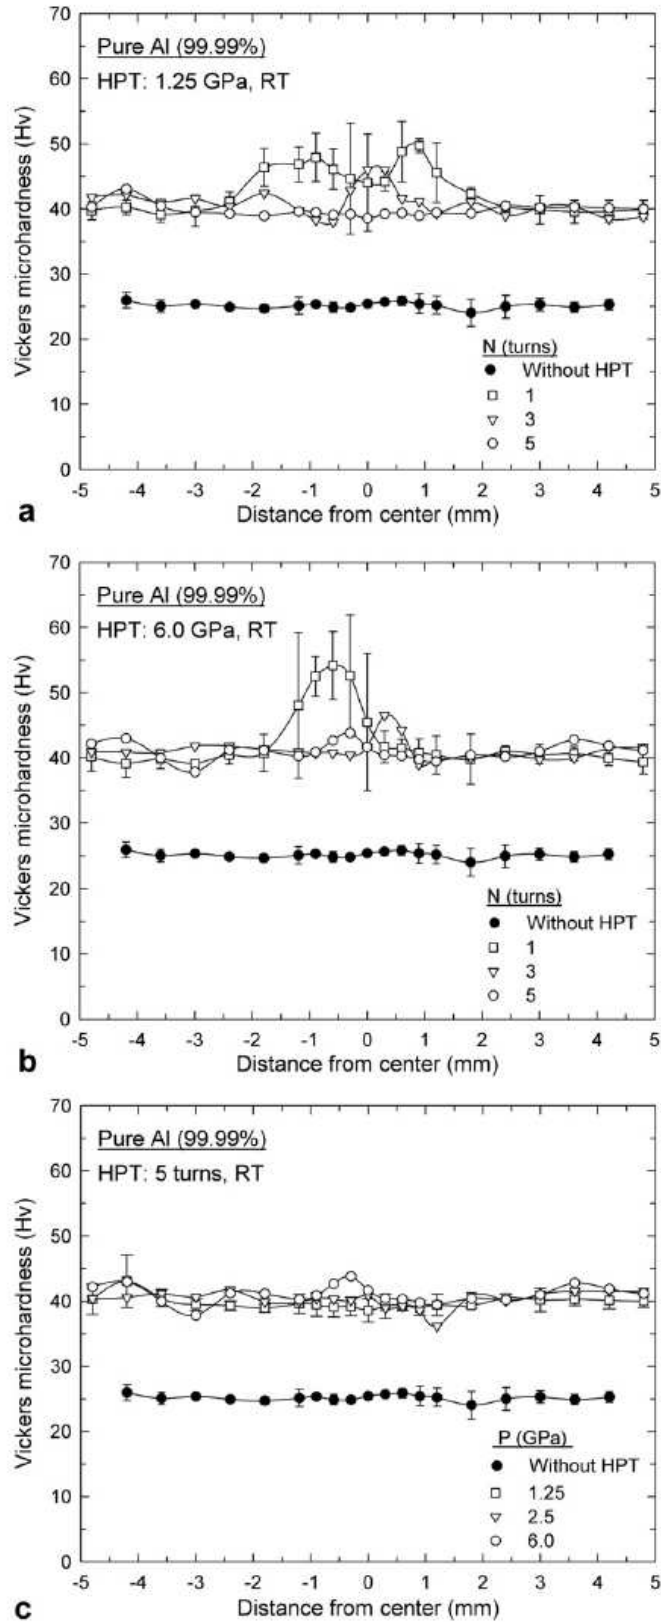 70
60
50
40
30
20
10
0
Vickers microhardness (Hv)
Pure Al (99.99%)
HPT: 1.25 GPa, RT
N (turns)
Without HPT
1
3
5
-5 -4 -3 -2 -1 0 1 2 3 4 5
Distance from center (mm)
a
70
60
50
40
30
20
10
0
Vickers microhardness (Hv)
Pure Al (99.99%)
HPT: 6.0 GPa, RT
N (turns)
Without HPT
1
3
5
-5 -4 -3 -2 -1 0 1 2 3 4 5
Distance from center (mm)
b
70
60
50
40
30
20
10
0
Vickers microhardness (Hv)
Pure Al (99.99%)
HPT: 5 turns, RT
P (GPa)
Without HPT
1.25
2.5
6.0
-5 -4 -3 -2 -1 0 1 2 3 4 5
Distance from center (mm)
c